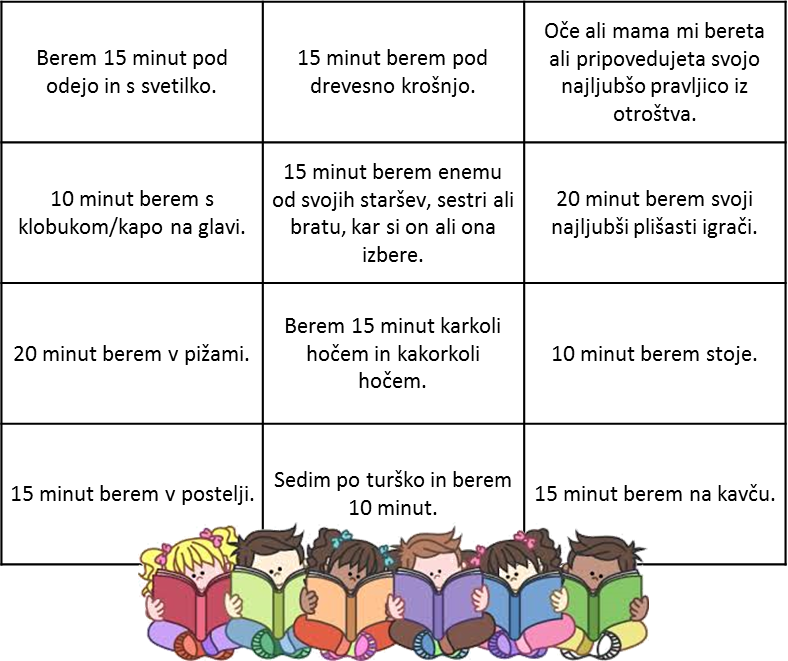 Berem 15 minut pod
odejo in s svetilko.
15 minut berem pod
drevesno krošnjo.
Oče ali mama mi bereta
ali pripovedujeta svojo
najljubšo pravljico iz
otroštva.
10 minut berem s
klobukom/kapo na glavi.
15 minut berem enemu
od svojih staršev, sestri ali
bratu, kar si on ali ona
izbere.
20 minut berem svoji
najljubši plišasti igrači.
20 minut berem v pižami.
Berem 15 minut karkoli
hočem in kakorkoli
hočem.
10 minut berem stoje.
15 minut berem v postelji.
Sedim po turško in berem
10 minut.
15 minut berem na kavču.